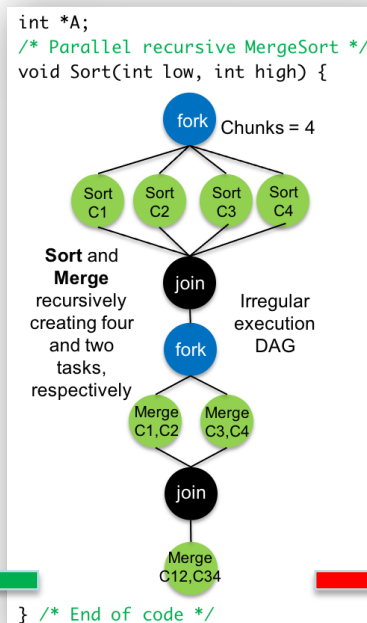 int *A;
/* Parallel recursive MergeSort */
void Sort(int low, int high) {
fork
Chunks = 4
Sort
C1
Sort
C2
Sort
C3
Sort
C4
Sort and
Merge
recursively
creating four
and two
tasks,
respectively
join
Irregular
execution
DAG
fork
Merge
C1,C2
Merge
C3,C4
join
Merge
C12,C34
} /* End of code */